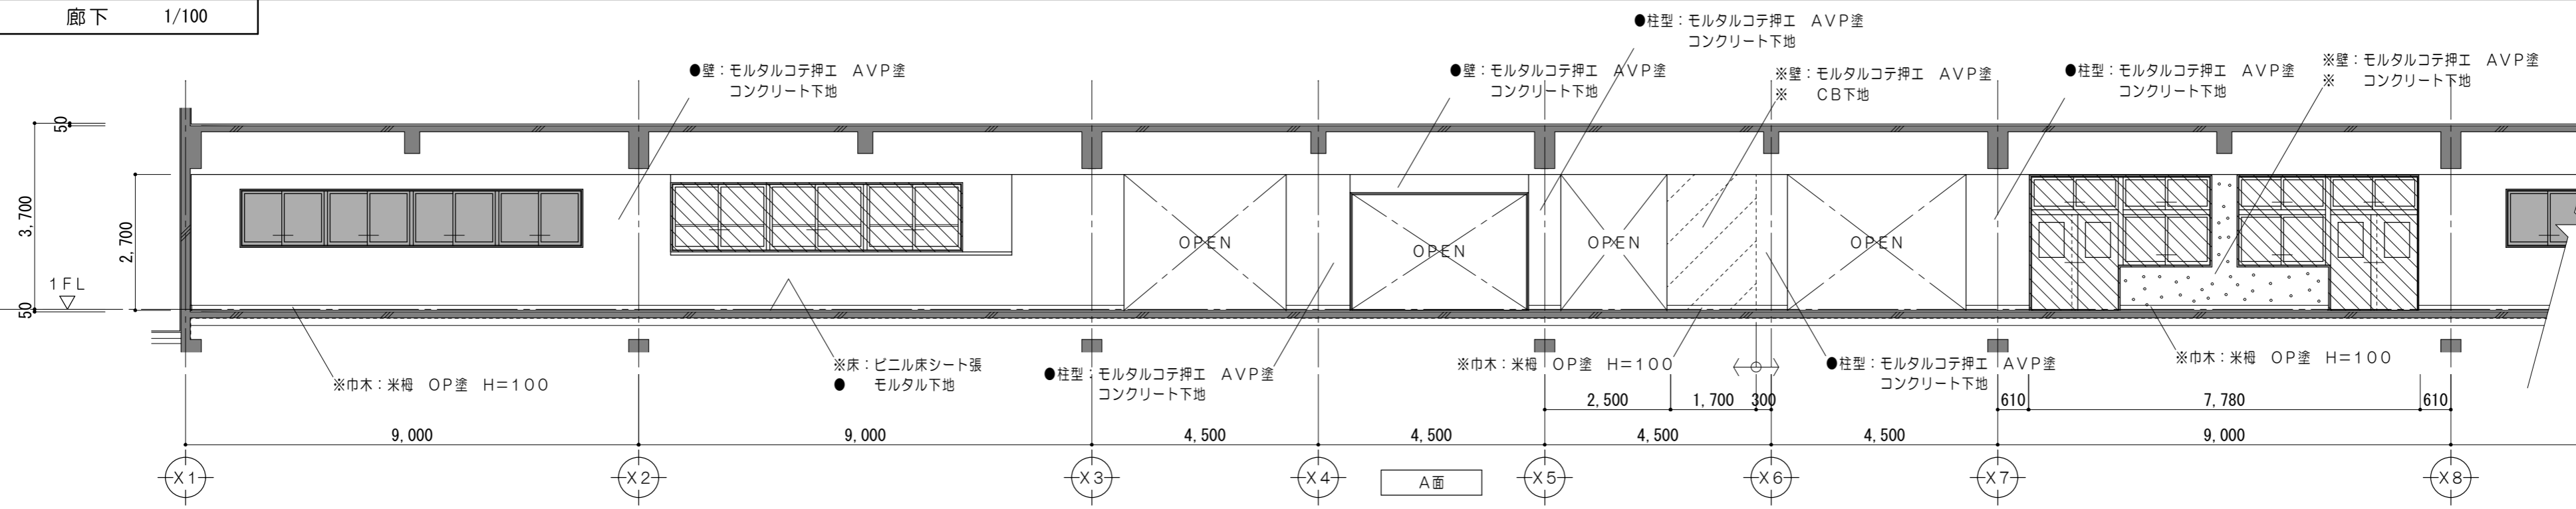 廊下　1/100
●柱型：モルタルコテ押エ　ＡＶＰ塗
コンクリート下地
●壁：モルタルコテ押エ　ＡＶＰ塗
コンクリート下地
●壁：モルタルコテ押エ　ＡＶＰ塗
コンクリート下地
※壁：モルタルコテ押エ　ＡＶＰ塗
※　ＣＢ下地
●柱型：モルタルコテ押エ　ＡＶＰ塗
コンクリート下地
※壁：モルタルコテ押エ　ＡＶＰ塗
※　コンクリート下地
50
3,700
2,700
1FL
50
OPEN
OPEN
OPEN
OPEN
※巾木：米栂　ＯＰ塗　Ｈ＝１００
※床：ビニル床シート張
●　モルタル下地
●柱型：モルタルコテ押エ　ＡＶＰ塗
コンクリート下地
※巾木：米栂　ＯＰ塗　Ｈ＝１００
●柱型：モルタルコテ押エ　ＡＶＰ塗
コンクリート下地
※巾木：米栂　ＯＰ塗　Ｈ＝１００
2,500　1,700　300　610　7,780　610
9,000　9,000　4,500　4,500　4,500　4,500　9,000
X1　X2　X3　X4　A面　X5　X6　X7　X8